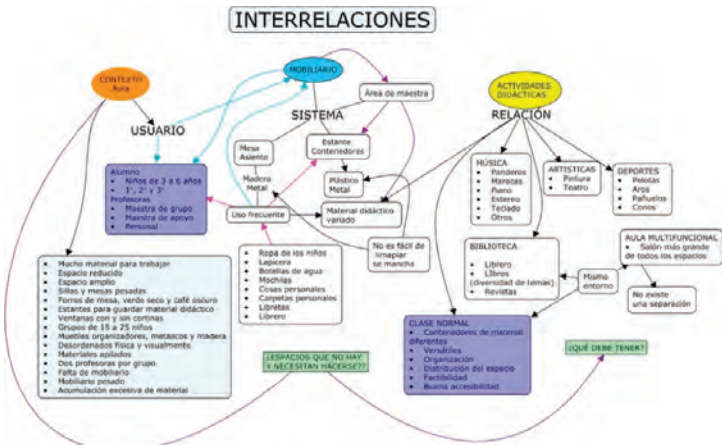 INTERRELACIONES
CONTEXTO
Aula
MOBILIARIO
ACTIVIDADES
DIDÁCTICAS
Área de maestra
USUARIO
SISTEMA
RELACIÓN
Alumno
• Niños de 3 a 6 años
• 1°, 2° y 3°
Profesoras
• Maestra de grupo
• Maestra de apoyo
• Personal
Mesa
Asiento
Estante
Contenedores
Madera
Metal
Plástico
Metal
Uso frecuente
Material didáctico
variado
No es fácil de
limapiar
se mancha
• Ropa de los niños
• Lapicera
• Botellas de agua
• Mochilas
• Cosas personales
• Carpetas personales
• Libretas
• Librero
MÚSICA
• Panderos
• Maracas
• Piano
• Estereo
• Teclado
• Otros
ARTISTICAS
• Pintura
• Teatro
DEPORTES
• Pelotas
• Aros
• Pañuelos
• Conos
BIBLIOTECA
• Librero
• Libros
(diversidad de temas)
• Revistas
Mismo
entorno
AULA MULTIFUNCIONAL
• Salón más grande
de todos los espacios
No existe
una separación
CLASE NORMAL
• Contenedores de material
diferentes
• Versátiles
• Organización
• Distribución del espacio
• Factibilidad
• Buena accesibilidad
• Mucho material para trabajar
• Espacio reducido
• Espacio amplio
• Sillas y mesas pesadas
• Forros de mesa, verde seco y café oscuro
• Estantes para guardar material didáctico
• Ventanas con y sin cortinas
• Grupos de 15 a 25 niños
• Muebles organizadores, metálicos y madera
• Desordenados física y visualmente
• Materiales apilados
• Dos profesoras por grupo
• Falta de mobiliario
• Mobiliario pesado
• Acumulación excesiva de material
¿ESPACIOS QUE NO HAY
Y NECESITAN HACERSE??
¿QUÉ DEBE TENER?